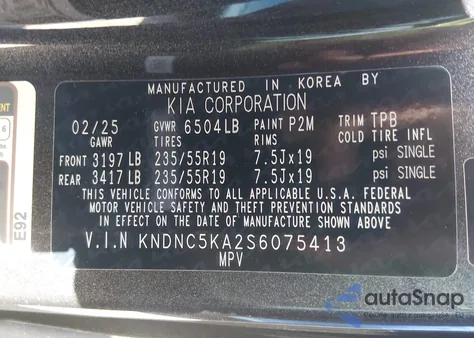 MANUFACTURED IN KOREA BY
KIA CORPORATION
02/25 GVWR 6504LB PAINT P2M TRIM TPB
GAWR TIRES RIMS COLD TIRE INFL
FRONT 3197 LB 235/55R19 7.5Jx19 psi SINGLE
REAR 3417 LB 235/55R19 7.5Jx19 psi SINGLE
THIS VEHICLE CONFORMS TO ALL APPLICABLE U.S.A. FEDERAL
MOTOR VEHICLE SAFETY AND THEFT PREVENTION STANDARDS
IN EFFECT ON THE DATE OF MANUFACTURE SHOWN ABOVE.
V.I.N KNDNC5KA2S6075413
MPV
E92
6
autoSnap